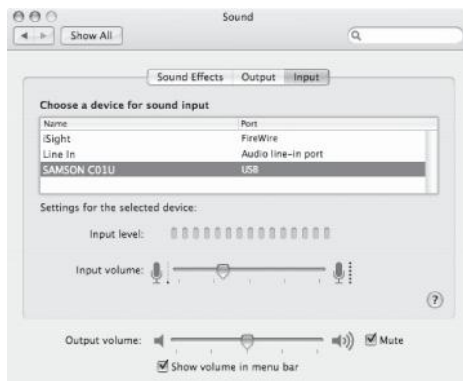 Sound
Show All
Sound Effects Output Input
Choose a device for sound input
Name Port
iSight FireWire
Line In Audio line-in port
SAMSON C01U USB
Settings for the selected device:
Input level:
Input volume:
?
Output volume: Mute
Show volume in menu bar